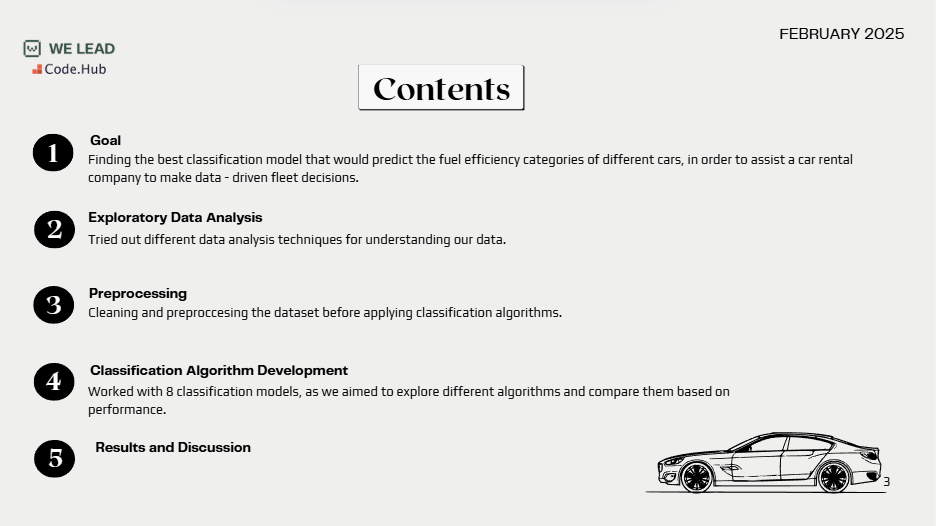 FEBRUARY 2025
WE LEAD
Code.Hub
Contents
1
Goal
Finding the best classification model that would predict the fuel efficiency categories of different cars, in order to assist a car rental
company to make data - driven fleet decisions.
2
Exploratory Data Analysis
Tried out different data analysis techniques for understanding our data.
3
Preprocessing
Cleaning and preproccesing the dataset before applying classification algorithms.
4
Classification Algorithm Development
Worked with 8 classification models, as we aimed to explore different algorithms and compare them based on
performance.
5
Results and Discussion
3